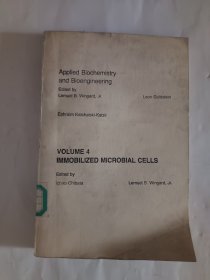 Applied Biochemistry
and Bioengineering
Edited by
Lemuel B. Wingard, Jr.
Leon Goldstein
Ephraim Katchalski-Katzir
VOLUME 4
IMMOBILIZED MICROBIAL CELLS
Edited by
Ichiro Chibata
Lemuel B. Wingard, Jr.